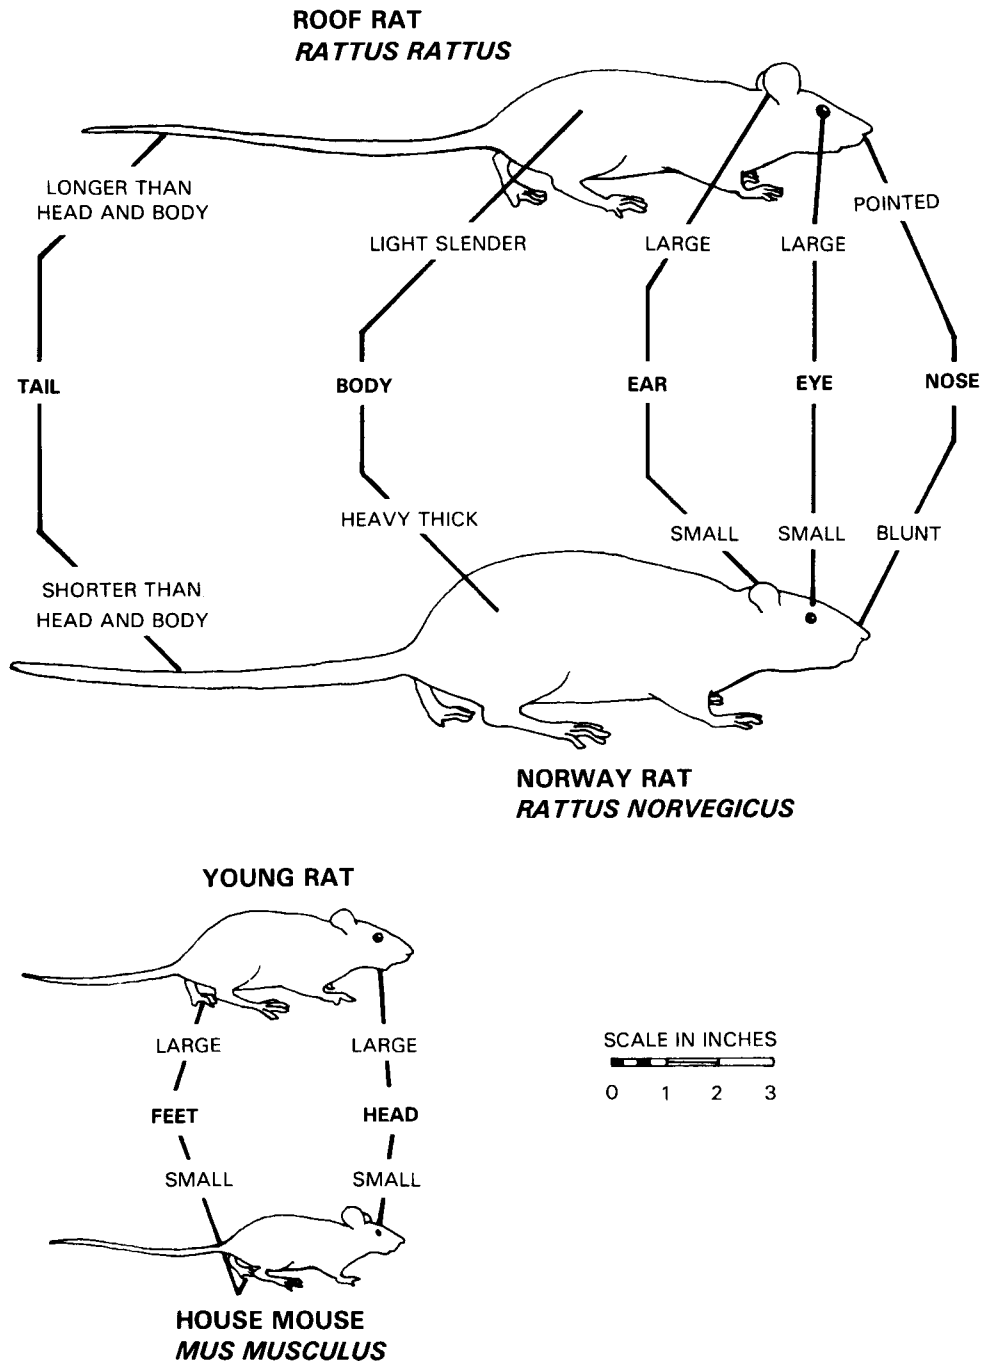 ROOF RAT
RATTUS RATTUS
LONGER THAN
HEAD AND BODY
LIGHT SLENDER
LARGE
LARGE
POINTED
TAIL
BODY
EAR
EYE
NOSE
HEAVY THICK
SMALL
SMALL
BLUNT
SHORTER THAN
HEAD AND BODY
NORWAY RAT
RATTUS NORVEGICUS
YOUNG RAT
LARGE
LARGE
FEET
HEAD
SMALL
SMALL
HOUSE MOUSE
MUS MUSCULUS
SCALE IN INCHES
0 1 2 3